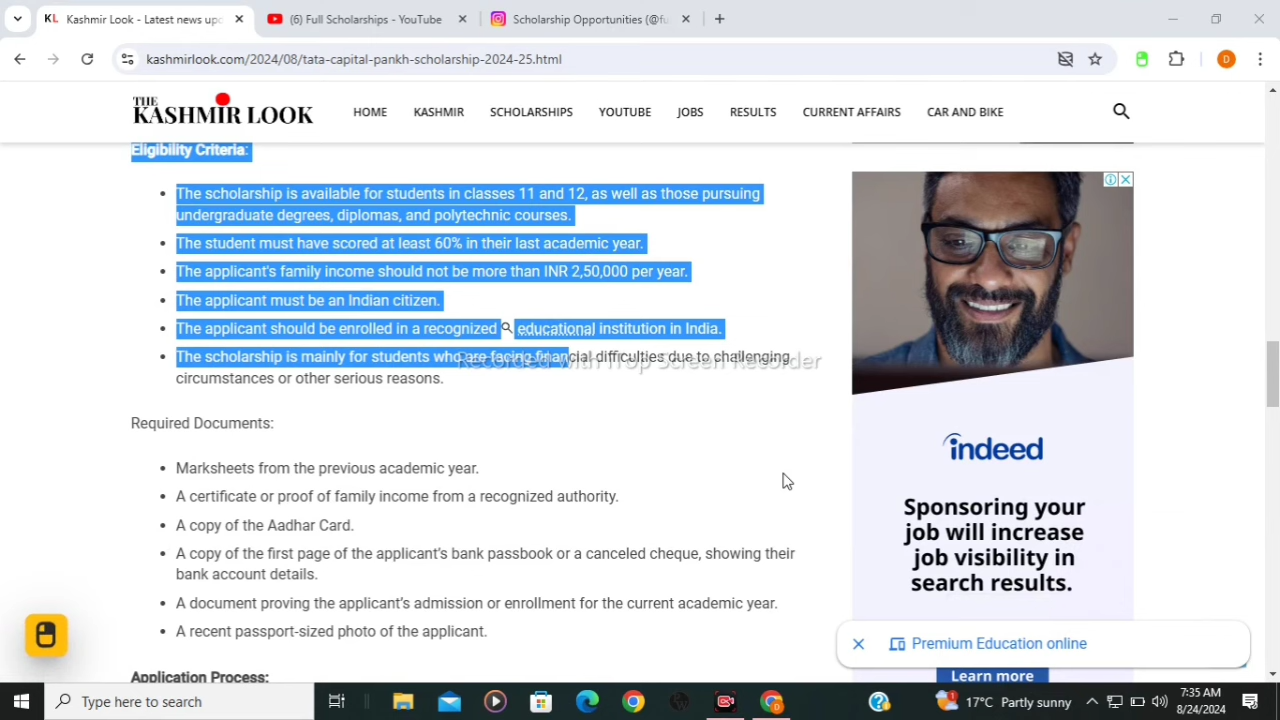 Kashmir Look - Latest news upd
(6) Full Scholarships - YouTube
Scholarship Opportunities (@fu
kashmirlook.com/2024/08/tata-capital-pankh-scholarship-2024-25.html
D
THE
KASHMIR LOOK
HOME KASHMIR SCHOLARSHIPS YOUTUBE JOBS RESULTS CURRENT AFFAIRS CAR AND BIKE
Eligibility Criteria:
• The scholarship is available for students in classes 11 and 12, as well as those pursuing
undergraduate degrees, diplomas, and polytechnic courses.
• The student must have scored at least 60% in their last academic year.
• The applicant's family income should not be more than INR 2,50,000 per year.
• The applicant must be an Indian citizen.
• The applicant should be enrolled in a recognized educational institution in India.
• The scholarship is mainly for students who are facing financial difficulties due to challenging
circumstances or other serious reasons.
Recorded with iTop Screen Recorder
Required Documents:
• Marksheets from the previous academic year.
• A certificate or proof of family income from a recognized authority.
• A copy of the Aadhar Card.
• A copy of the first page of the applicant's bank passbook or a canceled cheque, showing their
bank account details.
• A document proving the applicant's admission or enrollment for the current academic year.
• A recent passport-sized photo of the applicant.
Application Process:
indeed
Sponsoring your
job will increase
job visibility in
search results.
Premium Education online
Learn more
Type here to search
17°C Partly sunny
7:35 AM
8/24/2024